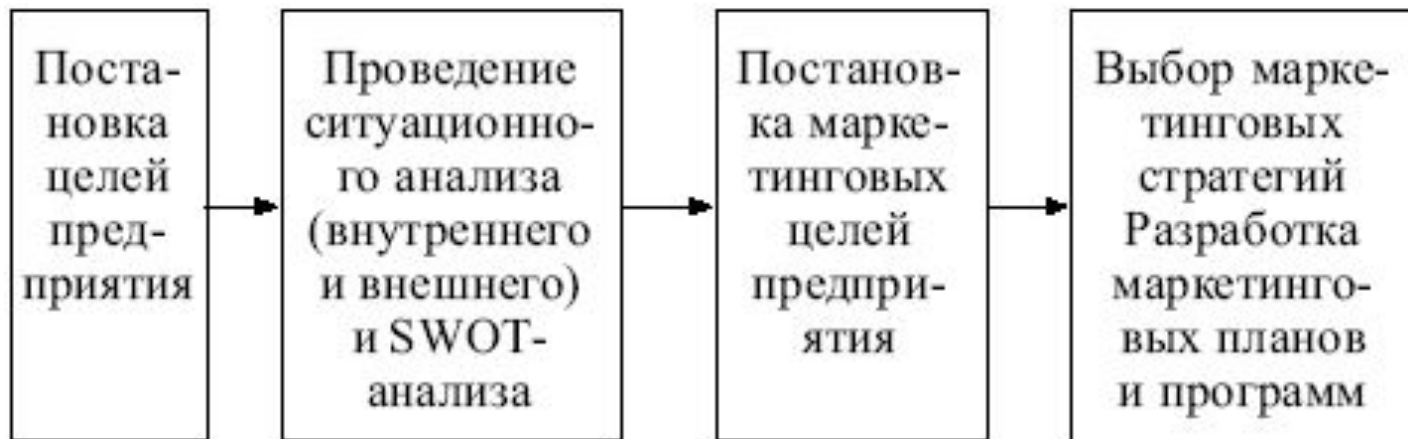 Поста-
новка
целей
пред-
приятия
Проведение
ситуационно-
го анализа
(внутреннего
и внешнего)
и SWOT-
анализа
Постанов-
ка марке-
тинговых
целей
предпри-
ятия
Выбор марке-
тинговых
стратегий
Разработка
маркетинго-
вых планов
и программ